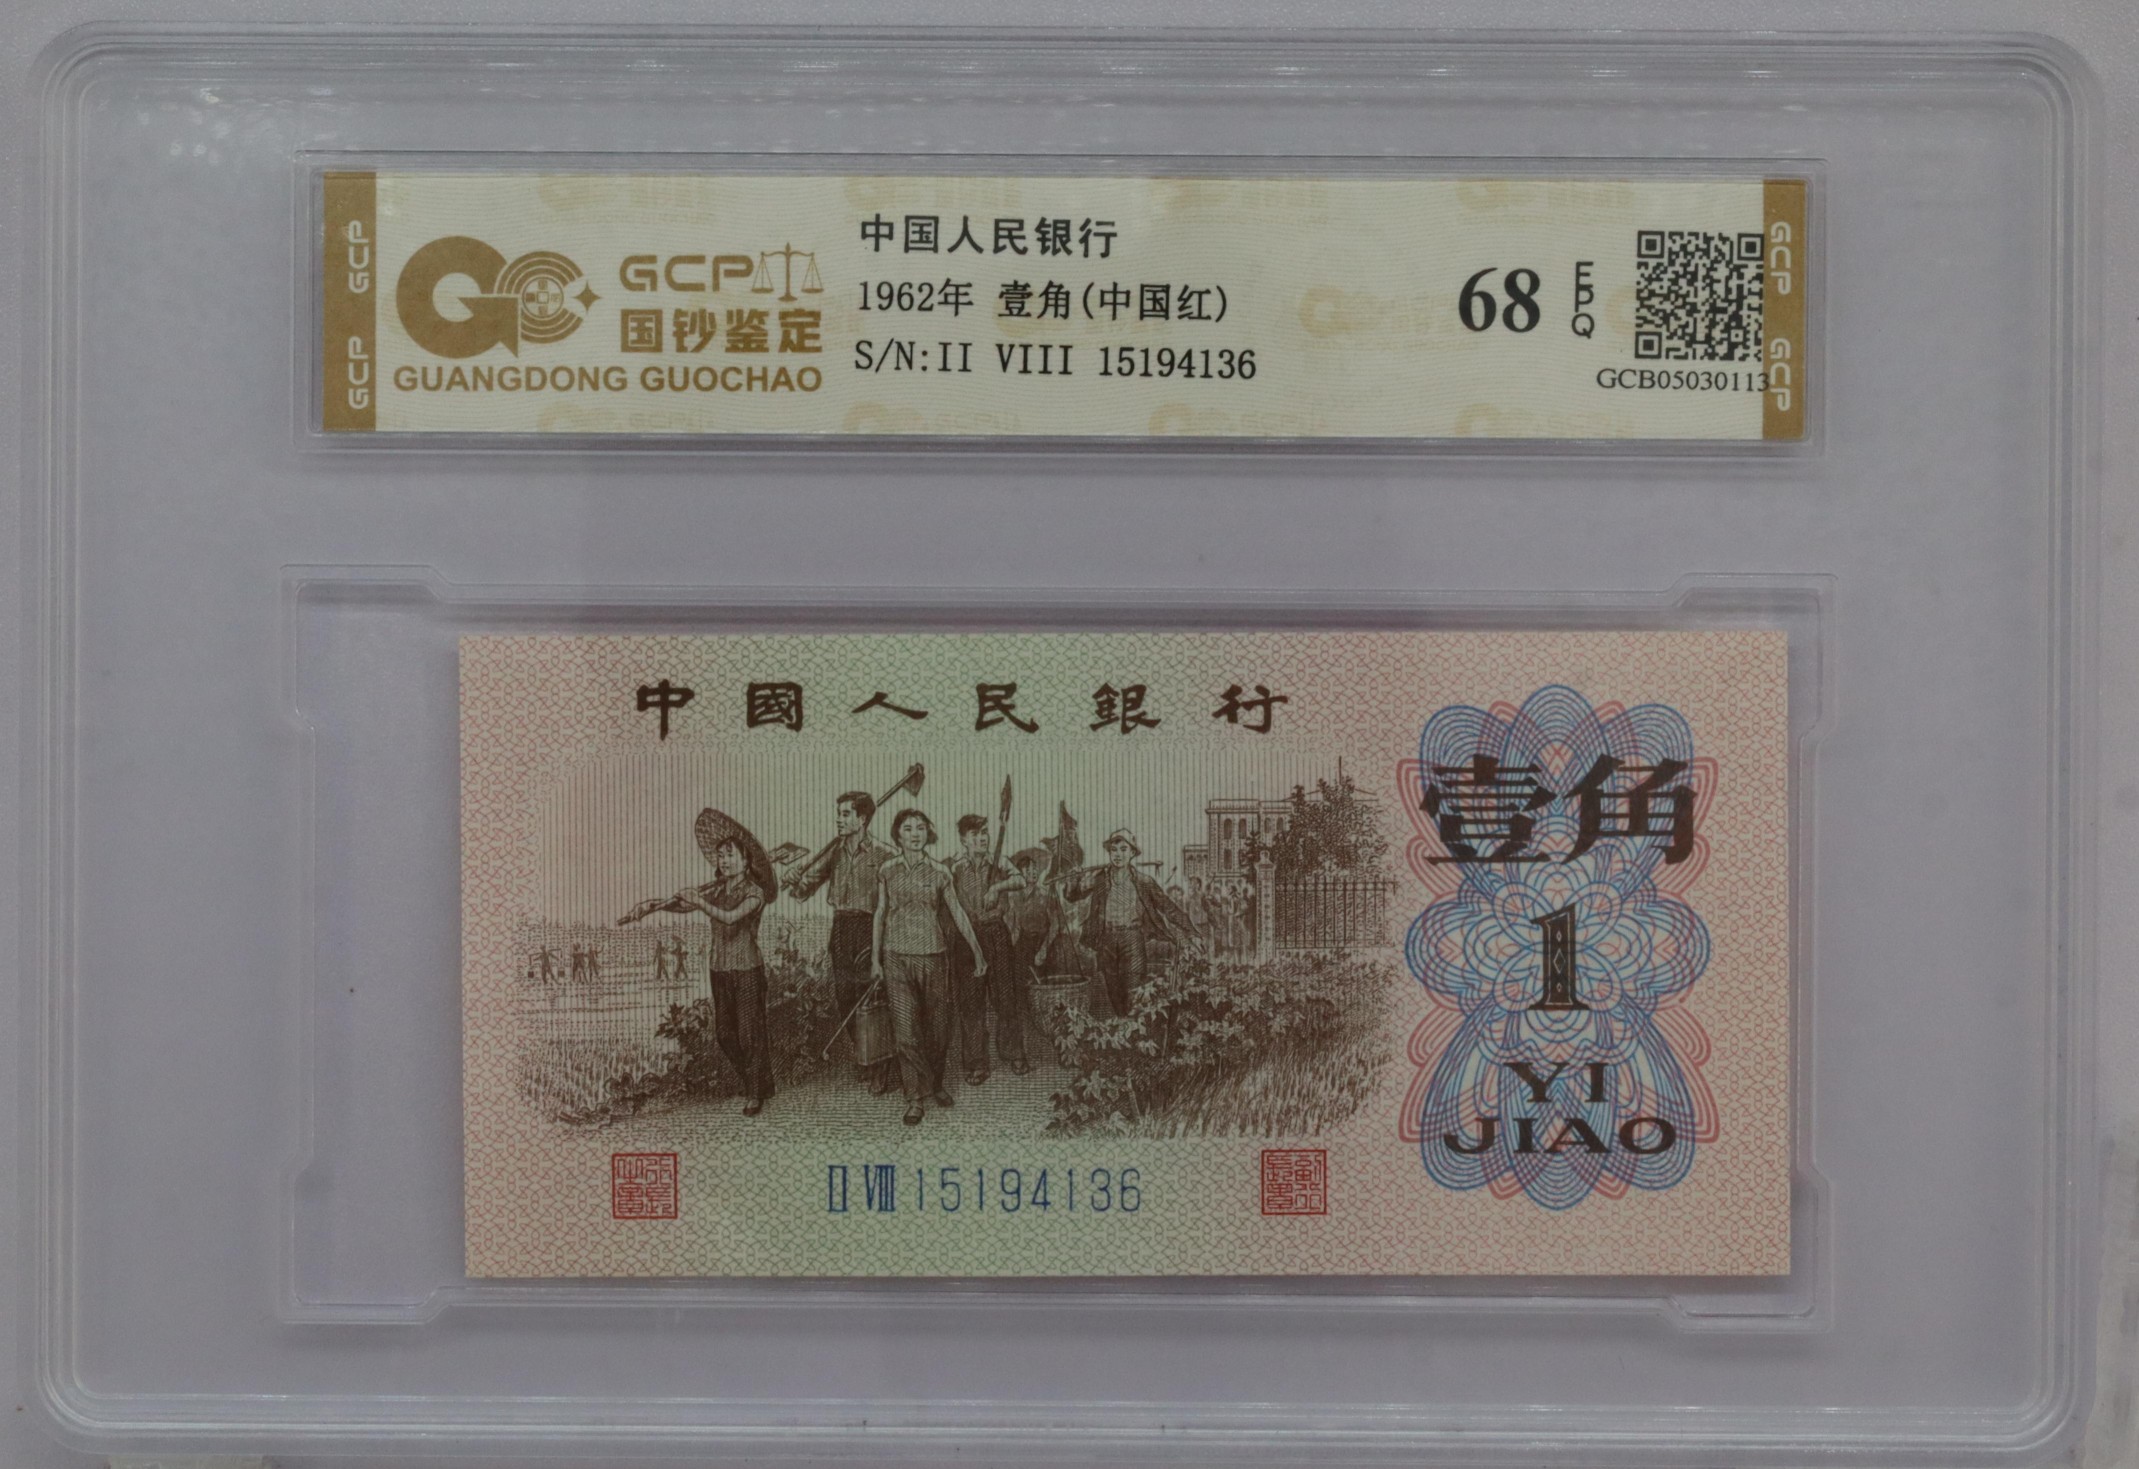 GCP
GCP
GCP
国钞鉴定
GUANGDONG GUOCHAO
中国人民银行
1962年 壹角(中国红)
S/N:II VIII 15194136
68
EPQ
GCB05030113
GCP
GCP
中國人民銀行
壹角
1
YI
JIAO
II VIII 15194136